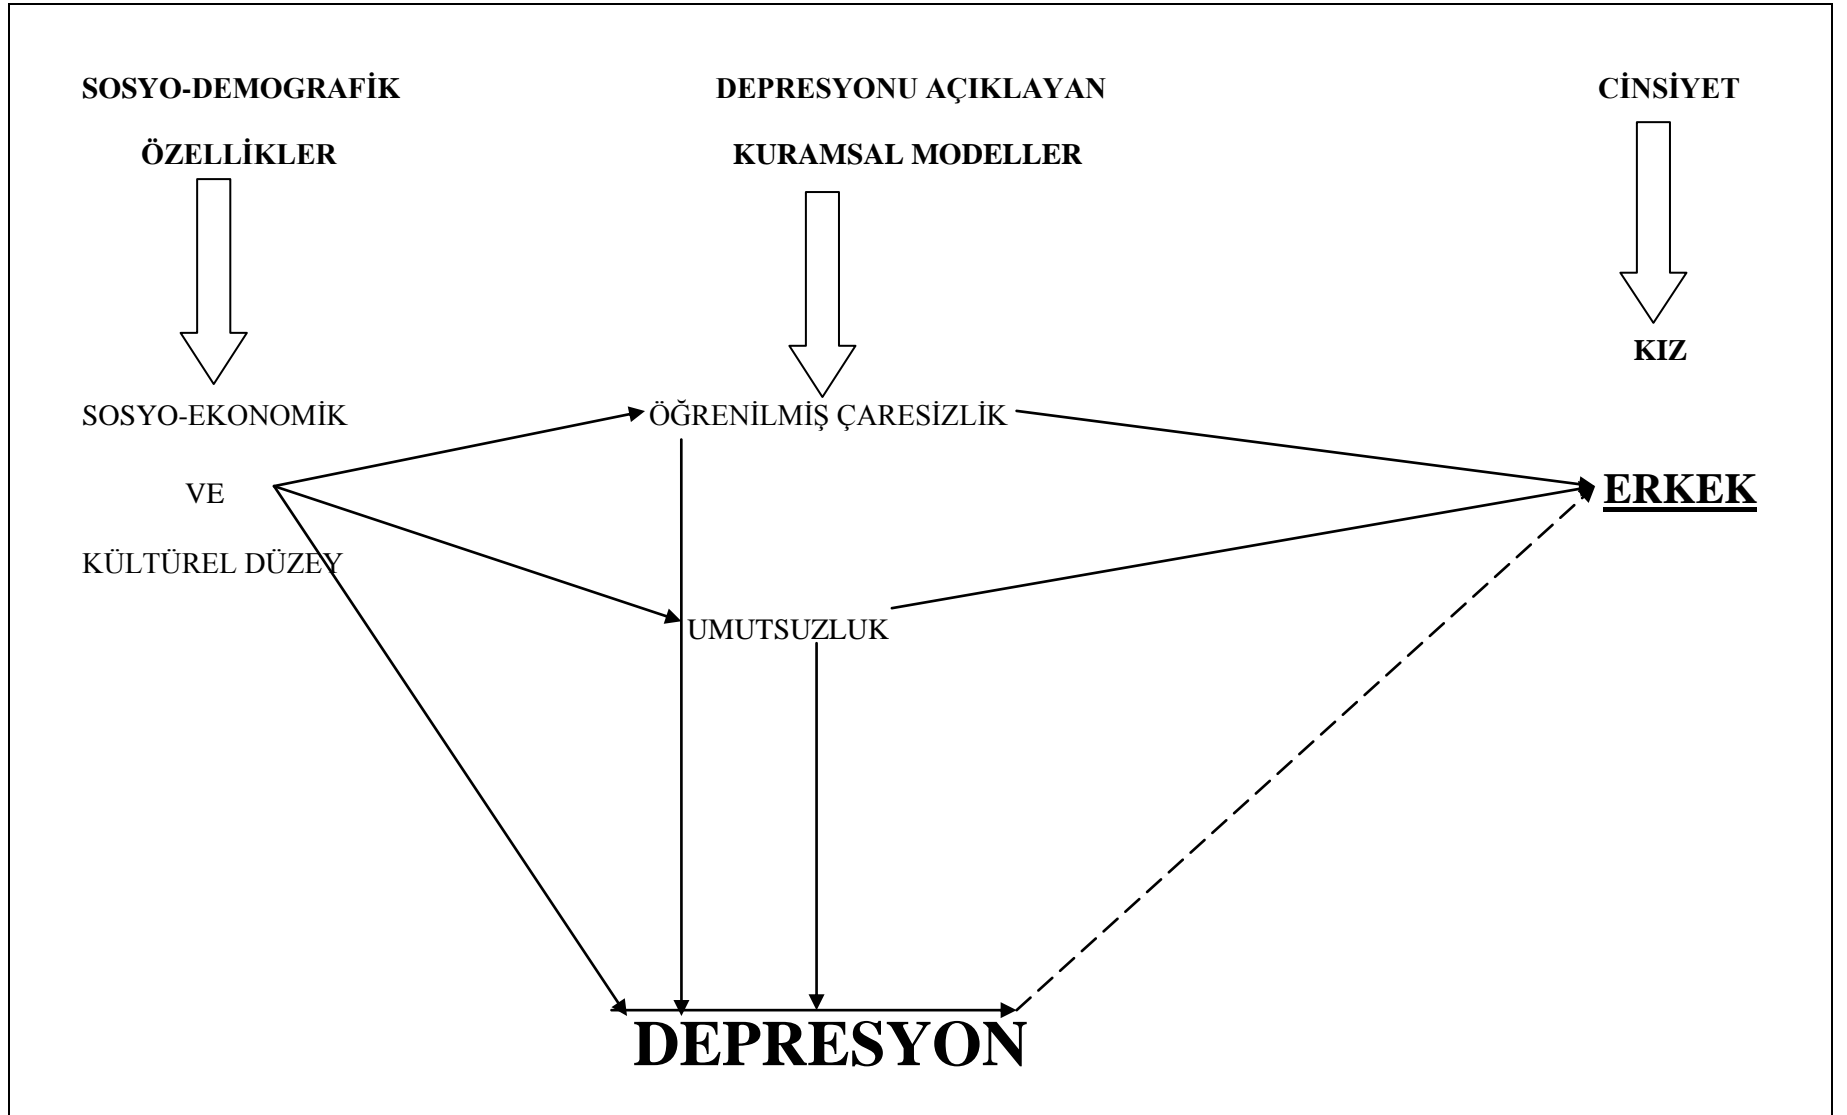 SOSYO-DEMOGRAFİK
ÖZELLİKLER
DEPRESYONU AÇIKLAYAN
KURAMSAL MODELLER
CİNSİYET
KIZ
SOSYO-EKONOMİK
VE
KÜLTÜREL DÜZEY
ÖĞRENİLMİŞ ÇARESİZLİK
ERKEK
UMUTSUZLUK
DEPRESYON